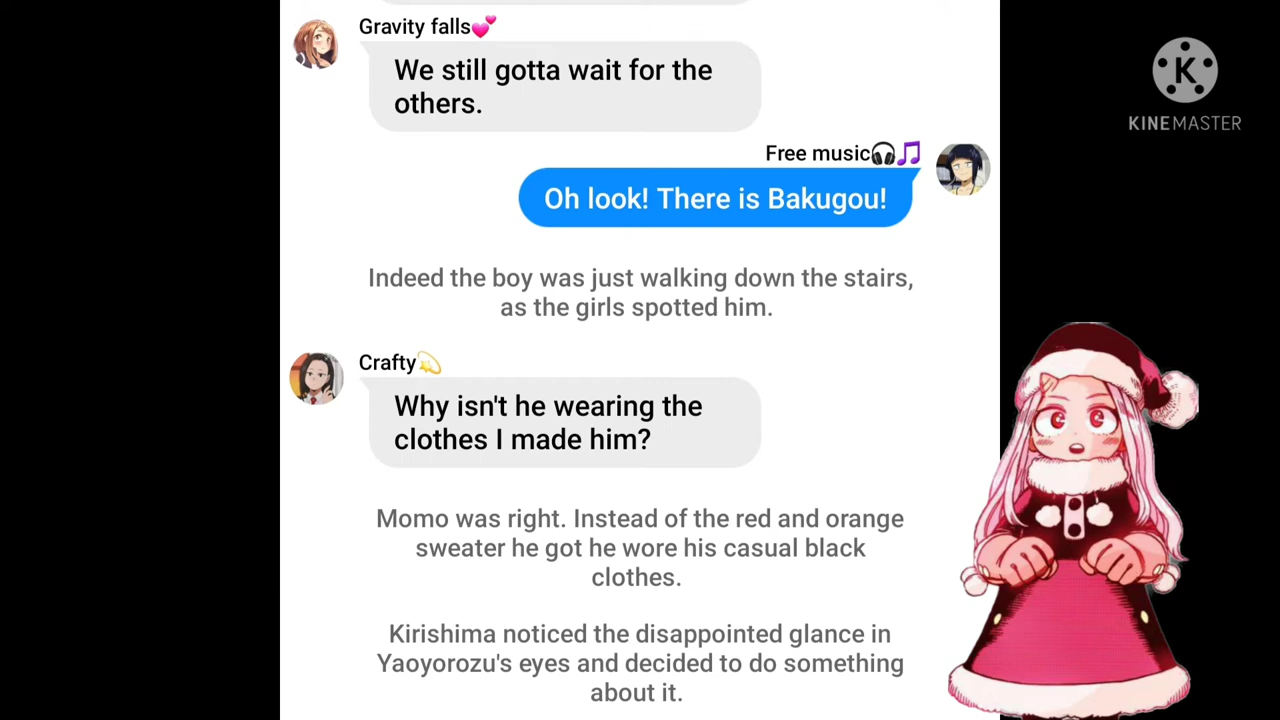 Gravity falls💕
We still gotta wait for the
others.
Free music🎧🎵
Oh look! There is Bakugou!
Indeed the boy was just walking down the stairs,
as the girls spotted him.
Crafty💫
Why isn't he wearing the
clothes I made him?
Momo was right. Instead of the red and orange
sweater he got he wore his casual black
clothes.
Kirishima noticed the disappointed glance in
Yaoyorozu's eyes and decided to do something
about it.
K
KINEMASTER